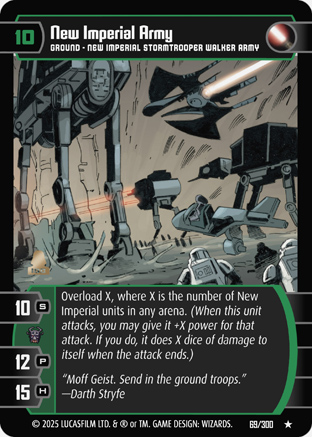 10 New Imperial Army
GROUND - NEW IMPERIAL STORMTROOPER WALKER ARMY
Overload X, where X is the number of New
Imperial units in any arena. (When this unit
attacks, you may give it +X power for that
attack. If you do, it does X dice of damage to
itself when the attack ends.)
"Moff Geist. Send in the ground troops."
—Darth Stryfe
10 S
12 P
15 H
© 2025 LUCASFILM LTD. & ® OR TM. GAME DESIGN: WIZARDS. 69/300 ★